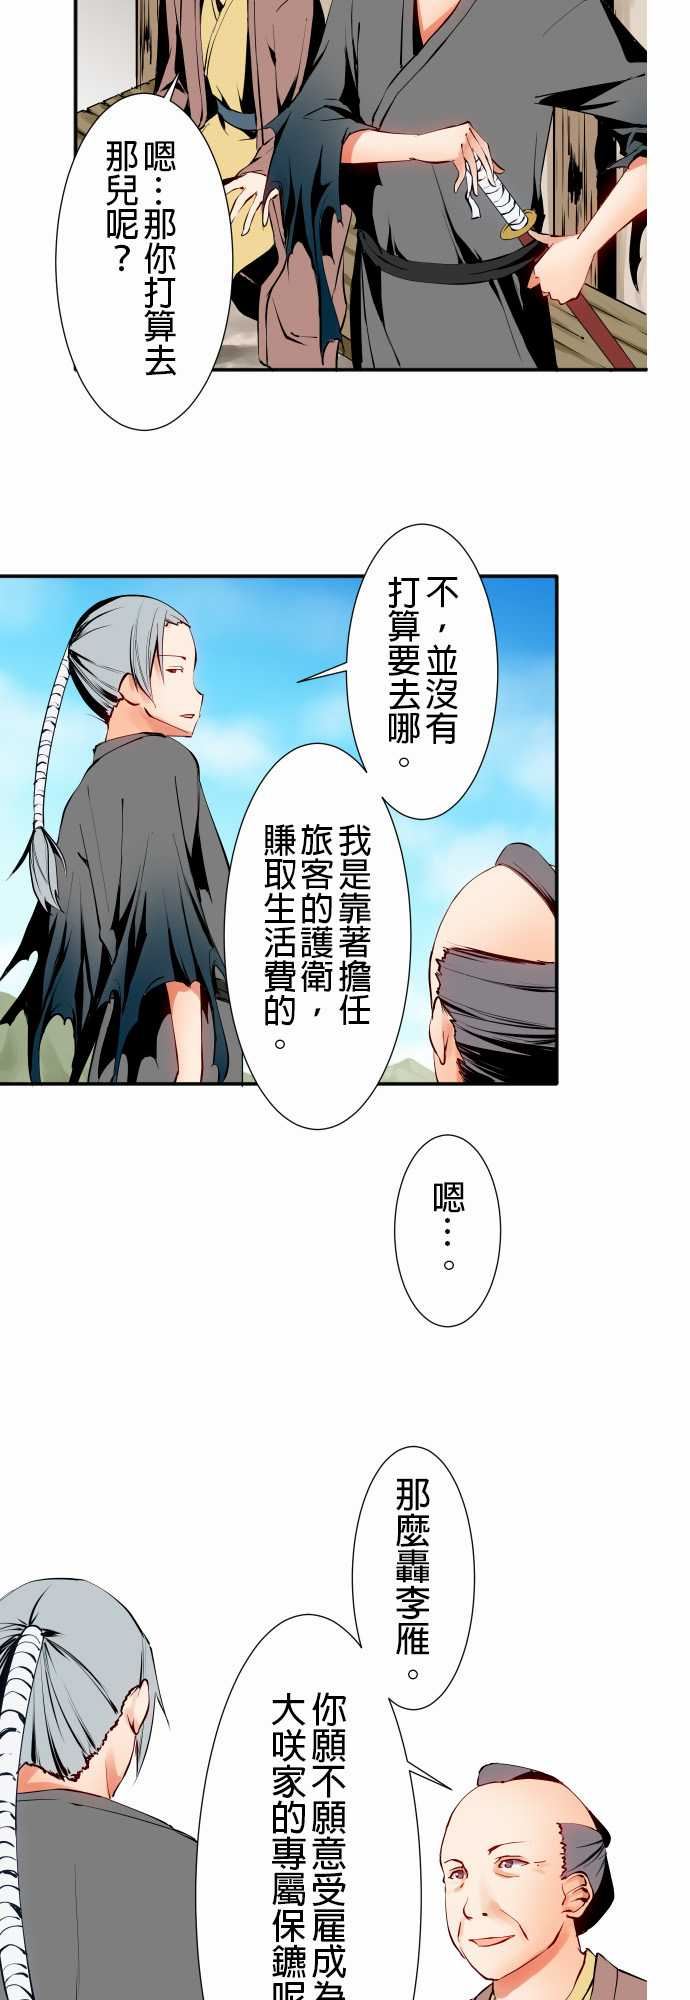 嗯…那你打算去
那兒呢？
不，並沒有
打算要去哪。
我是靠著擔任
旅客的護衛，
賺取生活費的。
嗯…。
那麼轟李雁。
你願不願意受雇成為
大咲家的專屬保鑣呢